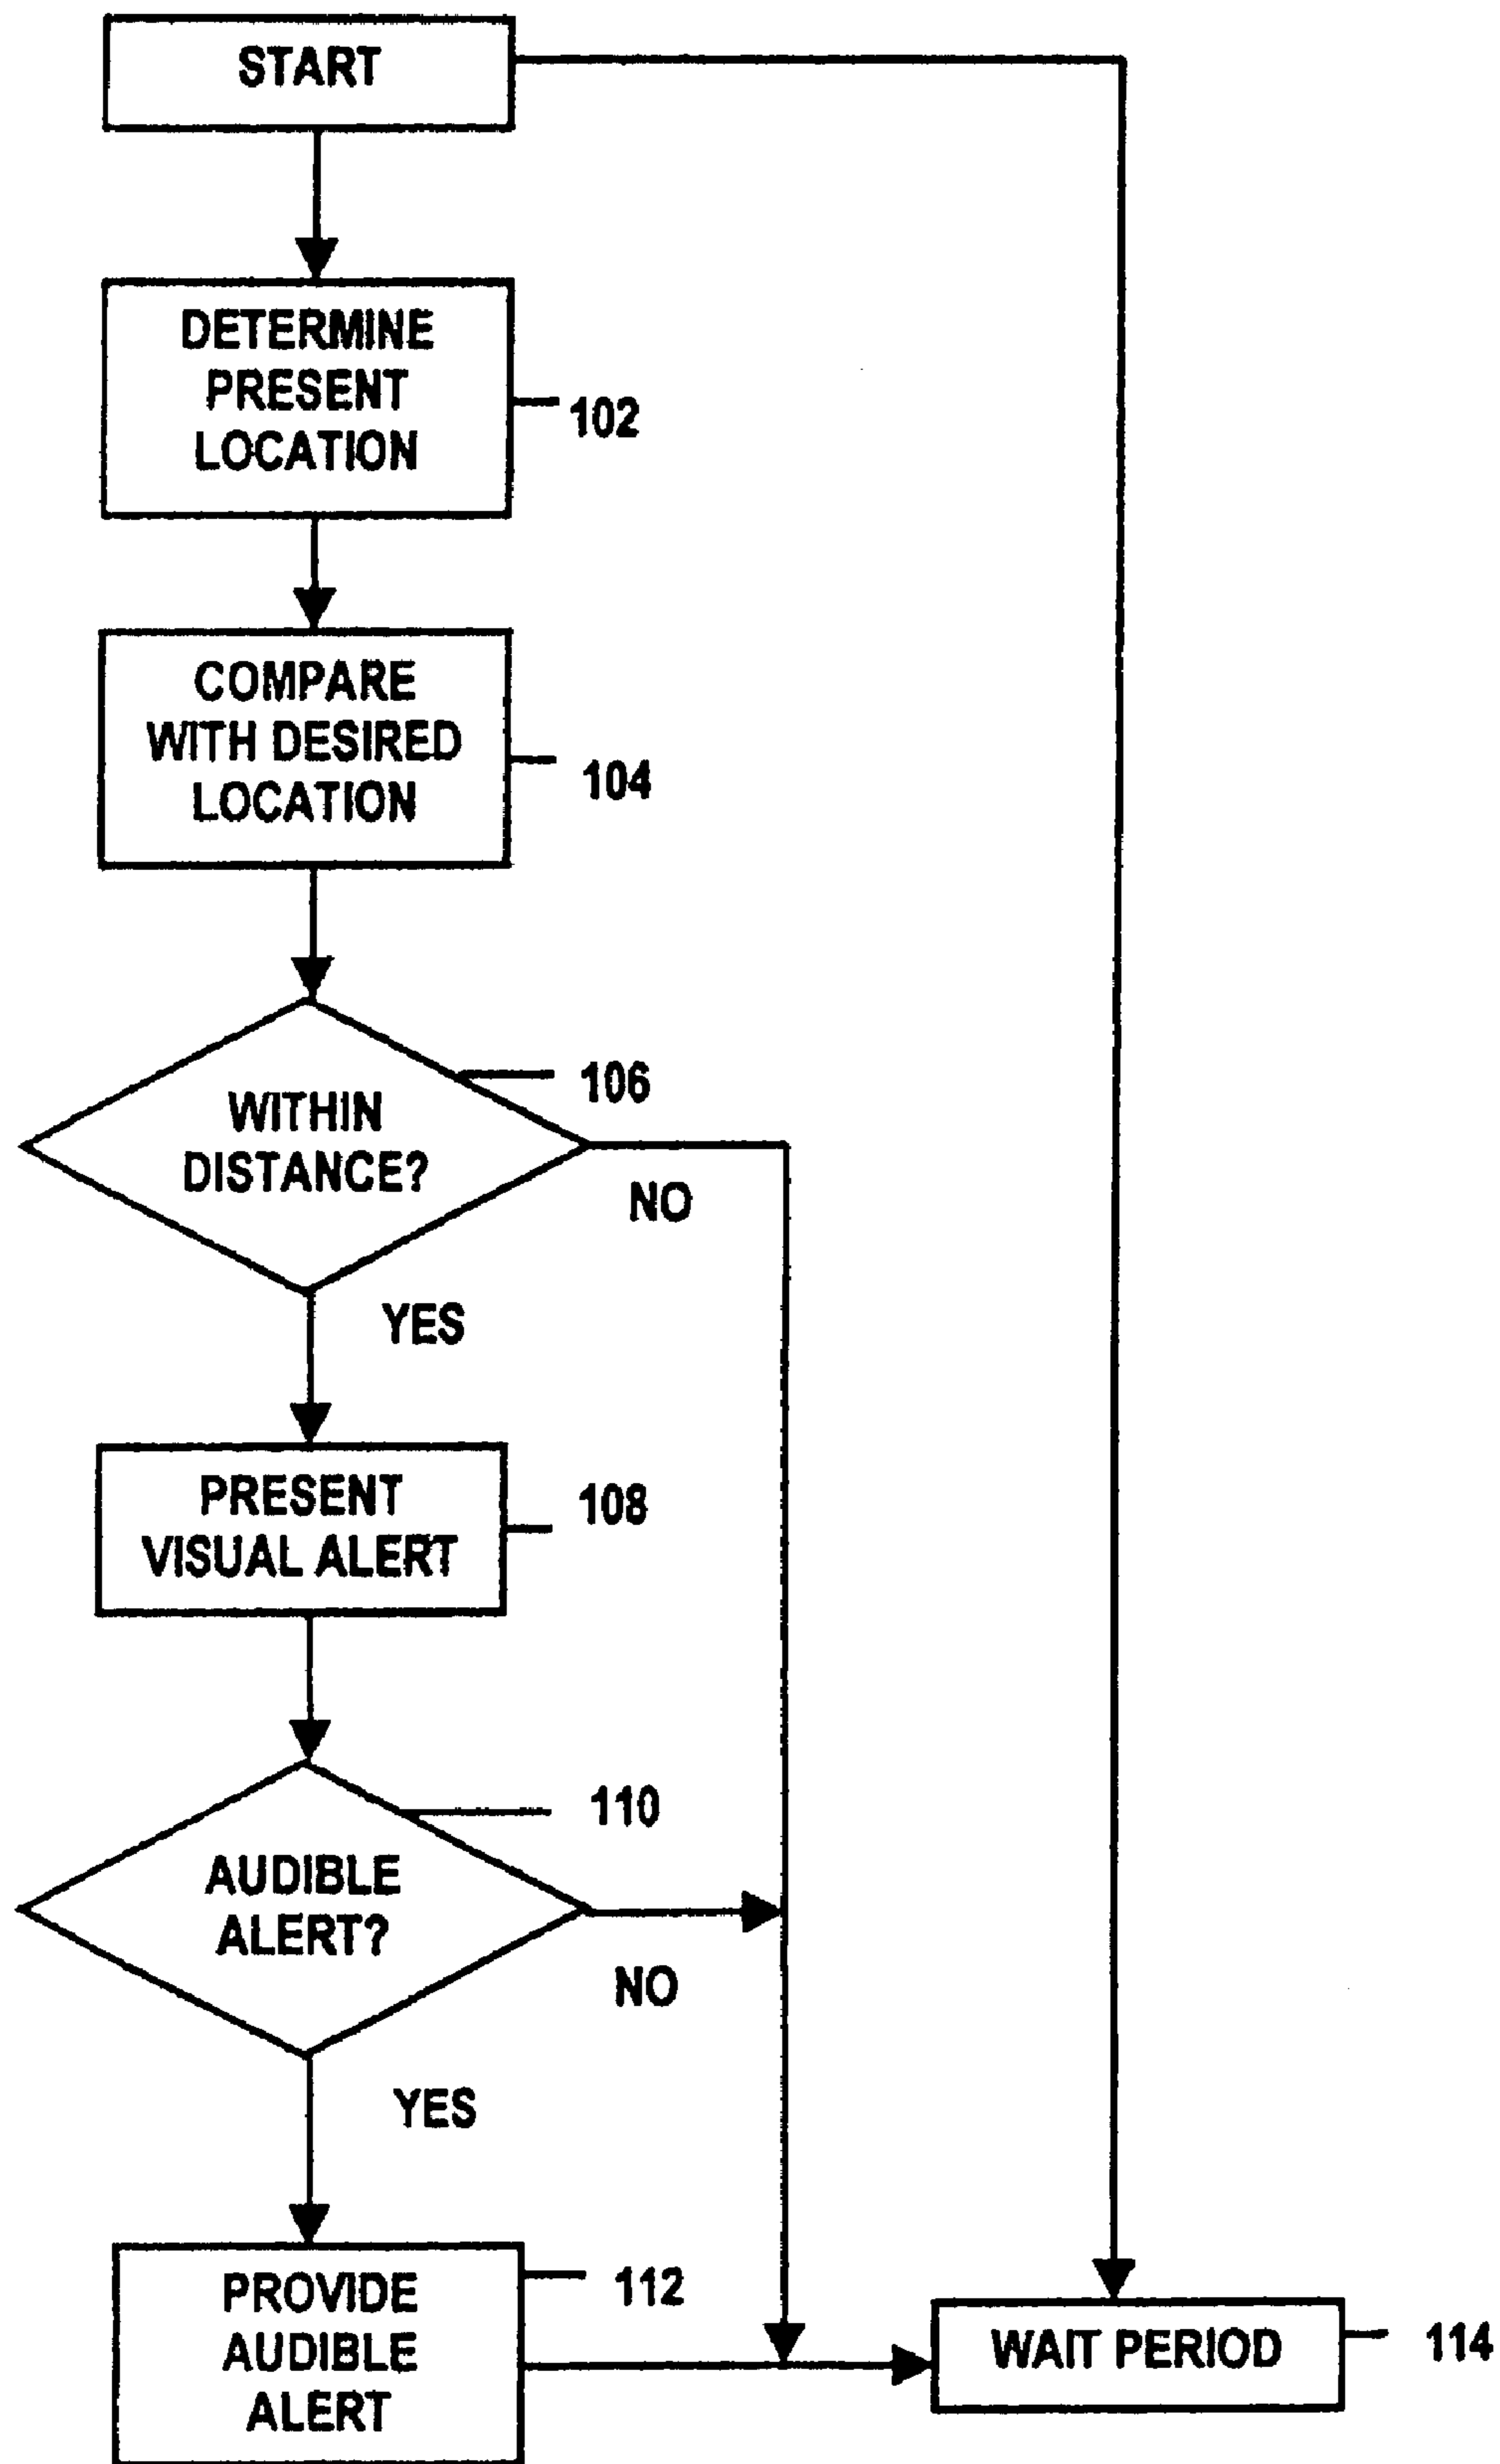 START
DETERMINE
PRESENT
LOCATION
102
COMPARE
WITH DESIRED
LOCATION
104
106
WITHIN
DISTANCE?
NO
YES
PRESENT
VISUAL ALERT
108
110
AUDIBLE
ALERT?
NO
YES
PROVIDE
AUDIBLE
ALERT
112
WAIT PERIOD
114